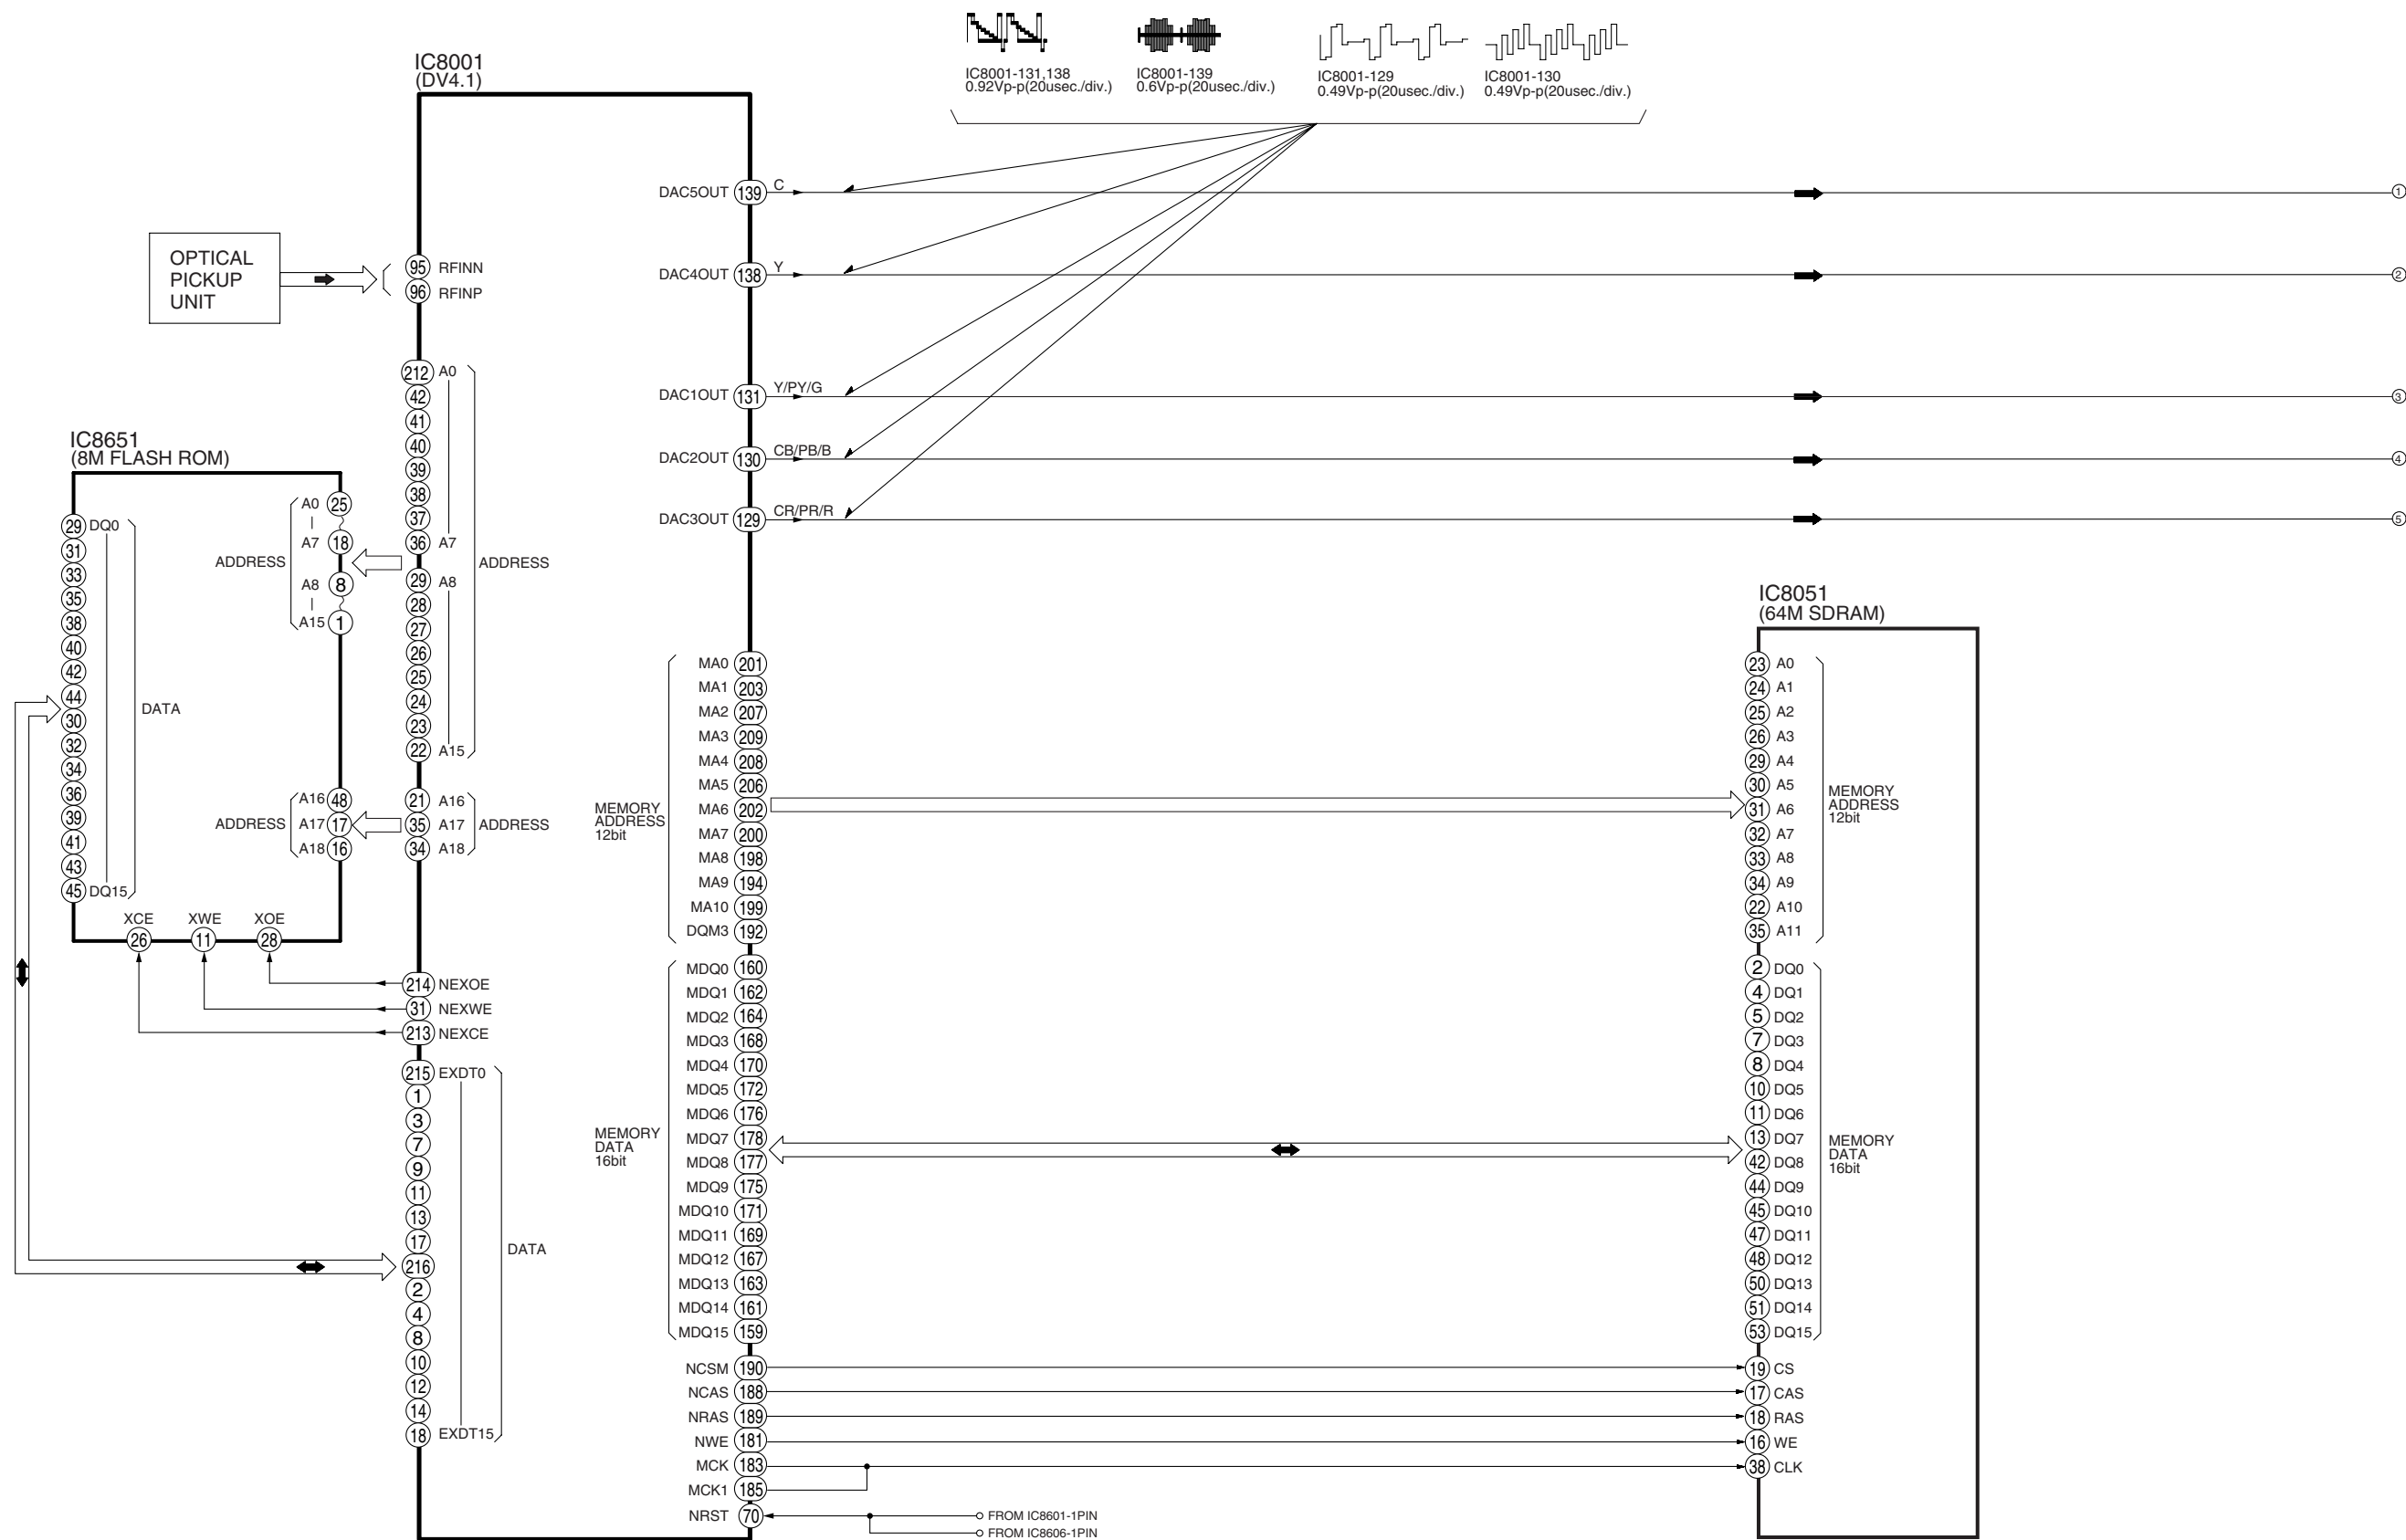 IC8001-131,138
0.92Vp-p(20usec./div.)
IC8001-139
0.6Vp-p(20usec./div.)
IC8001-129
0.49Vp-p(20usec./div.)
IC8001-130
0.49Vp-p(20usec./div.)
IC8001
(DV4.1)
DAC5OUT 139 C
1
DAC4OUT 138 Y
2
DAC1OUT 131 Y/PY/G
3
DAC2OUT 130 CB/PB/B
4
DAC3OUT 129 CR/PR/R
5
OPTICAL
PICKUP
UNIT
95 RFINN
96 RFINP
212 A0
42
41
40
39
38
37
36 A7
29 A8
28
27
26
25
24
23
22 A15
ADDRESS
21 A16
35 A17
34 A18
ADDRESS
214 NEXOE
31 NEXWE
213 NEXCE
215 EXDT0
1
3
7
9
11
13
17
216
2
4
8
10
12
14
18 EXDT15
DATA
IC8651
(8M FLASH ROM)
29 DQ0
31
33
35
38
40
42
44
30
32
34
36
39
41
43
45 DQ15
DATA
A0 25
A7 18
A8 8
A15 1
ADDRESS
A16 48
A17 17
A18 16
ADDRESS
XCE XWE XOE
26 11 28
MEMORY
ADDRESS
12bit
MA0 201
MA1 203
MA2 207
MA3 209
MA4 208
MA5 206
MA6 202
MA7 200
MA8 198
MA9 194
MA10 199
DQM3 192
MEMORY
DATA
16bit
MDQ0 160
MDQ1 162
MDQ2 164
MDQ3 168
MDQ4 170
MDQ5 172
MDQ6 176
MDQ7 178
MDQ8 177
MDQ9 175
MDQ10 171
MDQ11 169
MDQ12 167
MDQ13 163
MDQ14 161
MDQ15 159
NCSM 190
NCAS 188
NRAS 189
NWE 181
MCK 183
MCK1 185
NRST 70
FROM IC8601-1PIN
FROM IC8606-1PIN
IC8051
(64M SDRAM)
23 A0
24 A1
25 A2
26 A3
29 A4
30 A5
31 A6
32 A7
33 A8
34 A9
22 A10
35 A11
MEMORY
ADDRESS
12bit
2 DQ0
4 DQ1
5 DQ2
7 DQ3
8 DQ4
10 DQ5
11 DQ6
13 DQ7
42 DQ8
44 DQ9
45 DQ10
47 DQ11
48 DQ12
50 DQ13
51 DQ14
53 DQ15
MEMORY
DATA
16bit
19 CS
17 CAS
18 RAS
16 WE
38 CLK